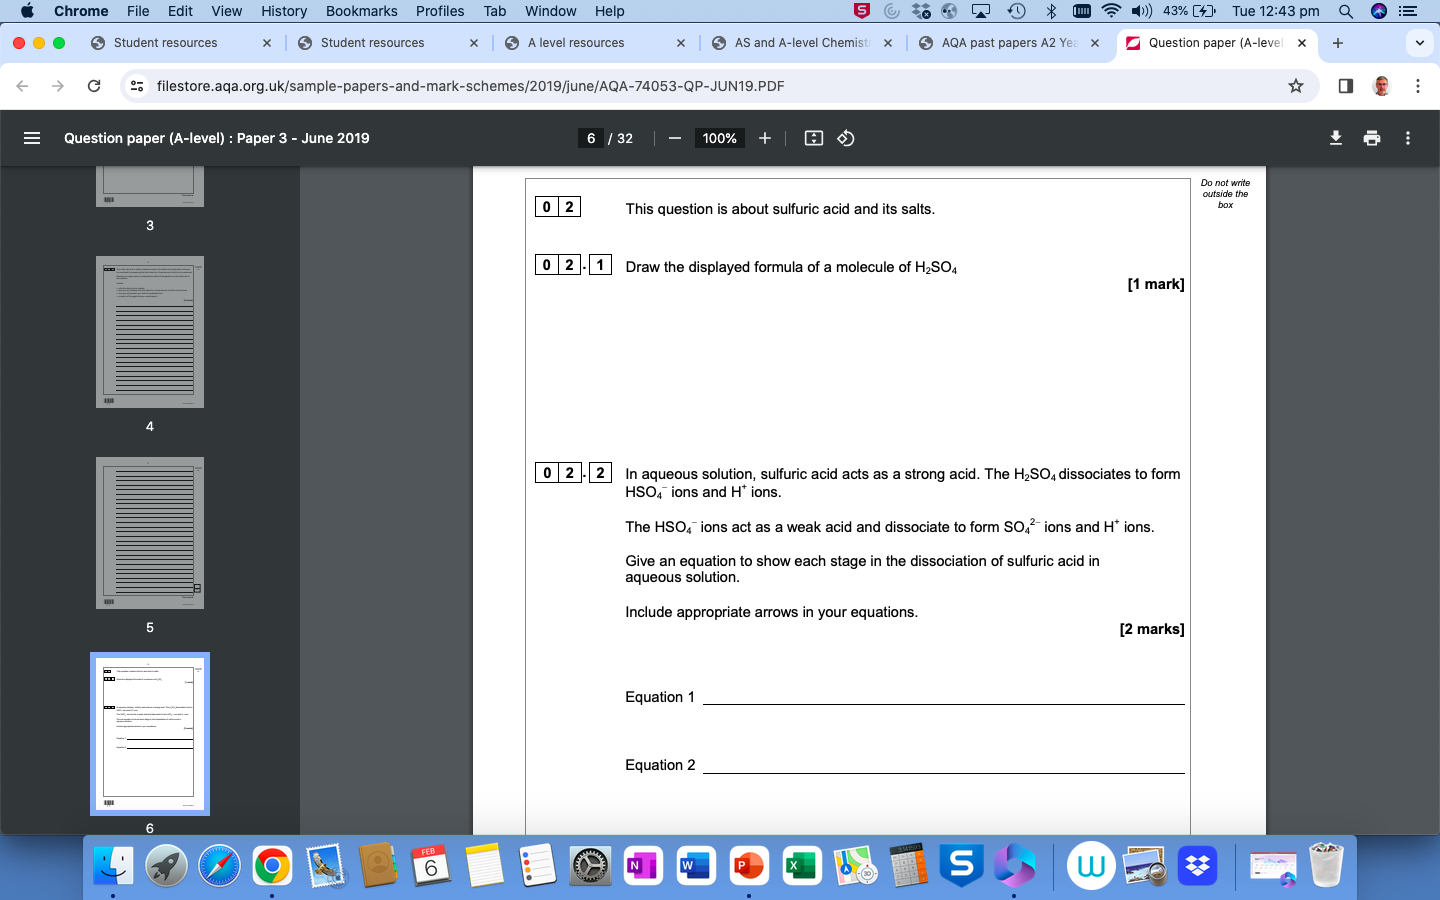 Chrome File Edit View History Bookmarks Profiles Tab Window Help 43% Tue 12:43 pm
Student resources Student resources A level resources AS and A-level Chemist AQA past papers A2 Yea Question paper (A-level
filestore.aqa.org.uk/sample-papers-and-mark-schemes/2019/june/AQA-74053-QP-JUN19.PDF
Question paper (A-level) : Paper 3 - June 2019 6 / 32 100%
3
4
5
6
Do not write
outside the
box
0 2 This question is about sulfuric acid and its salts.
0 2 . 1 Draw the displayed formula of a molecule of H₂SO₄
[1 mark]
0 2 . 2 In aqueous solution, sulfuric acid acts as a strong acid. The H₂SO₄ dissociates to form
HSO₄⁻ ions and H⁺ ions.
The HSO₄⁻ ions act as a weak acid and dissociate to form SO₄²⁻ ions and H⁺ ions.
Give an equation to show each stage in the dissociation of sulfuric acid in
aqueous solution.
Include appropriate arrows in your equations.
[2 marks]
Equation 1
Equation 2
FEB
6
N
W
P
X
3D
S
W